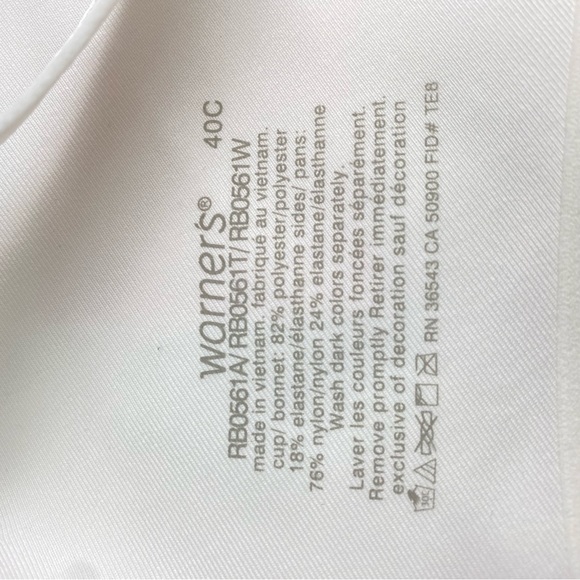 warner's® 40C
RB0561A/RB0561T/RB0561W
made in vietnam. fabriqué au vietnam.
cup/ bonnet: 82% polyester/polyester
18% elastane/élasthanne sides/ pans:
76% nylon/nylon 24% elastane/élasthanne
Wash dark colors separately.
Laver les couleurs foncées séparément.
Remove promptly Retirer immédiatement.
exclusive of decoration sauf décoration
30C RN 36543 CA 50900 FID# TE8